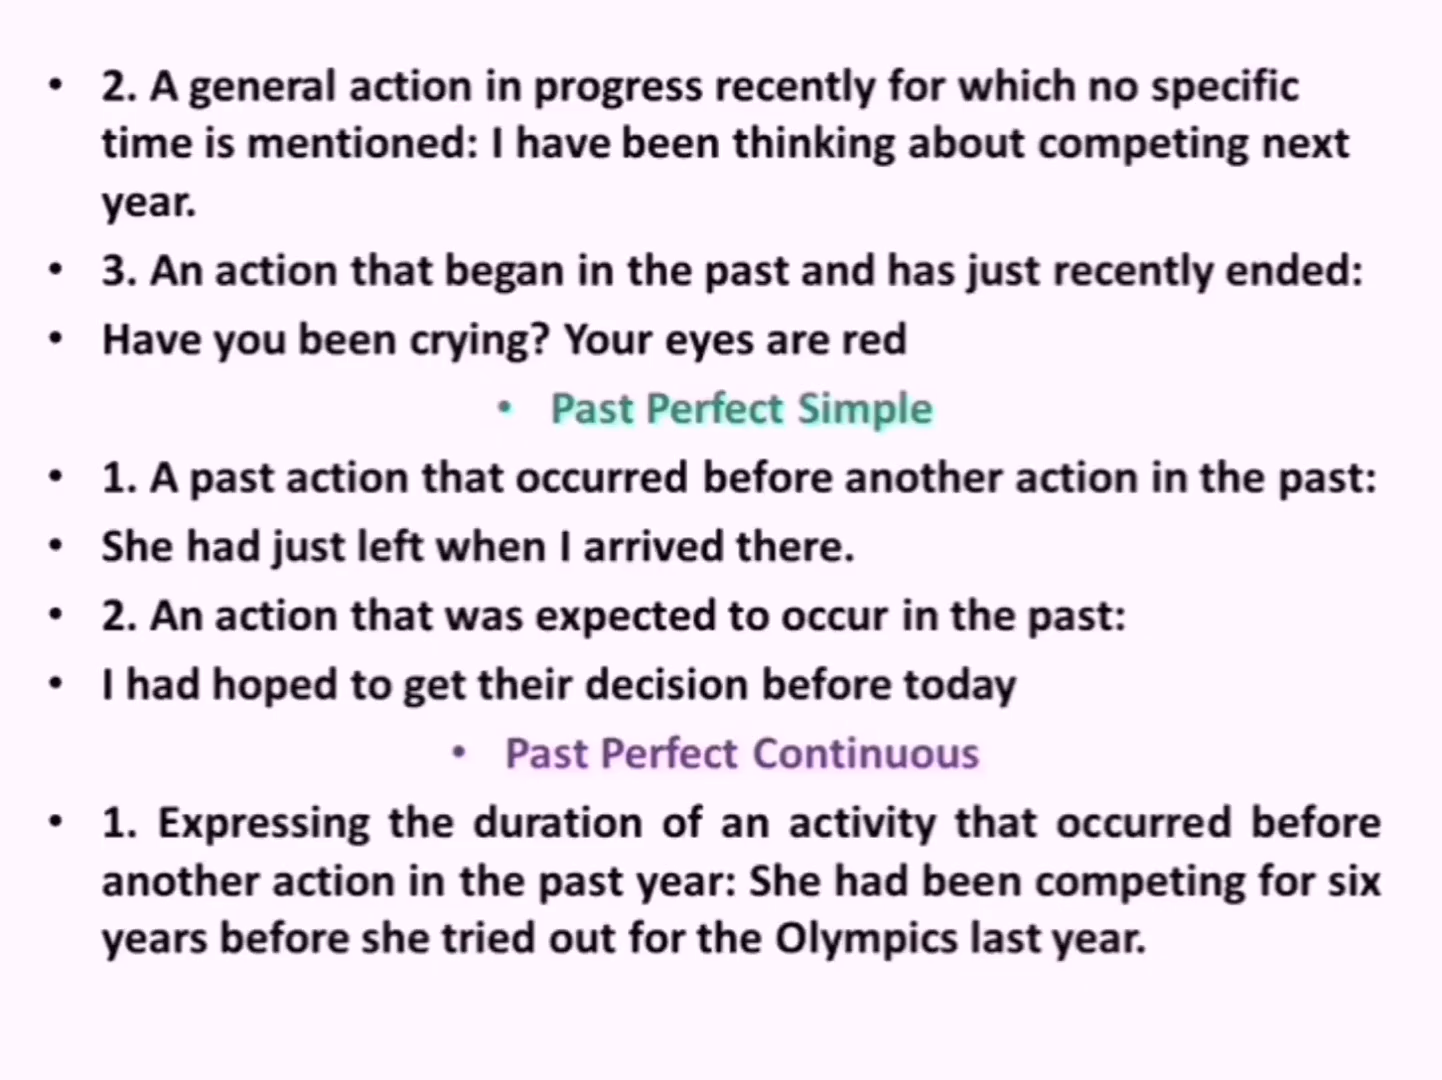 • 2. A general action in progress recently for which no specific
time is mentioned: I have been thinking about competing next
year.
• 3. An action that began in the past and has just recently ended:
• Have you been crying? Your eyes are red
• Past Perfect Simple
• 1. A past action that occurred before another action in the past:
• She had just left when I arrived there.
• 2. An action that was expected to occur in the past:
• I had hoped to get their decision before today
• Past Perfect Continuous
• 1. Expressing the duration of an activity that occurred before
another action in the past year: She had been competing for six
years before she tried out for the Olympics last year.